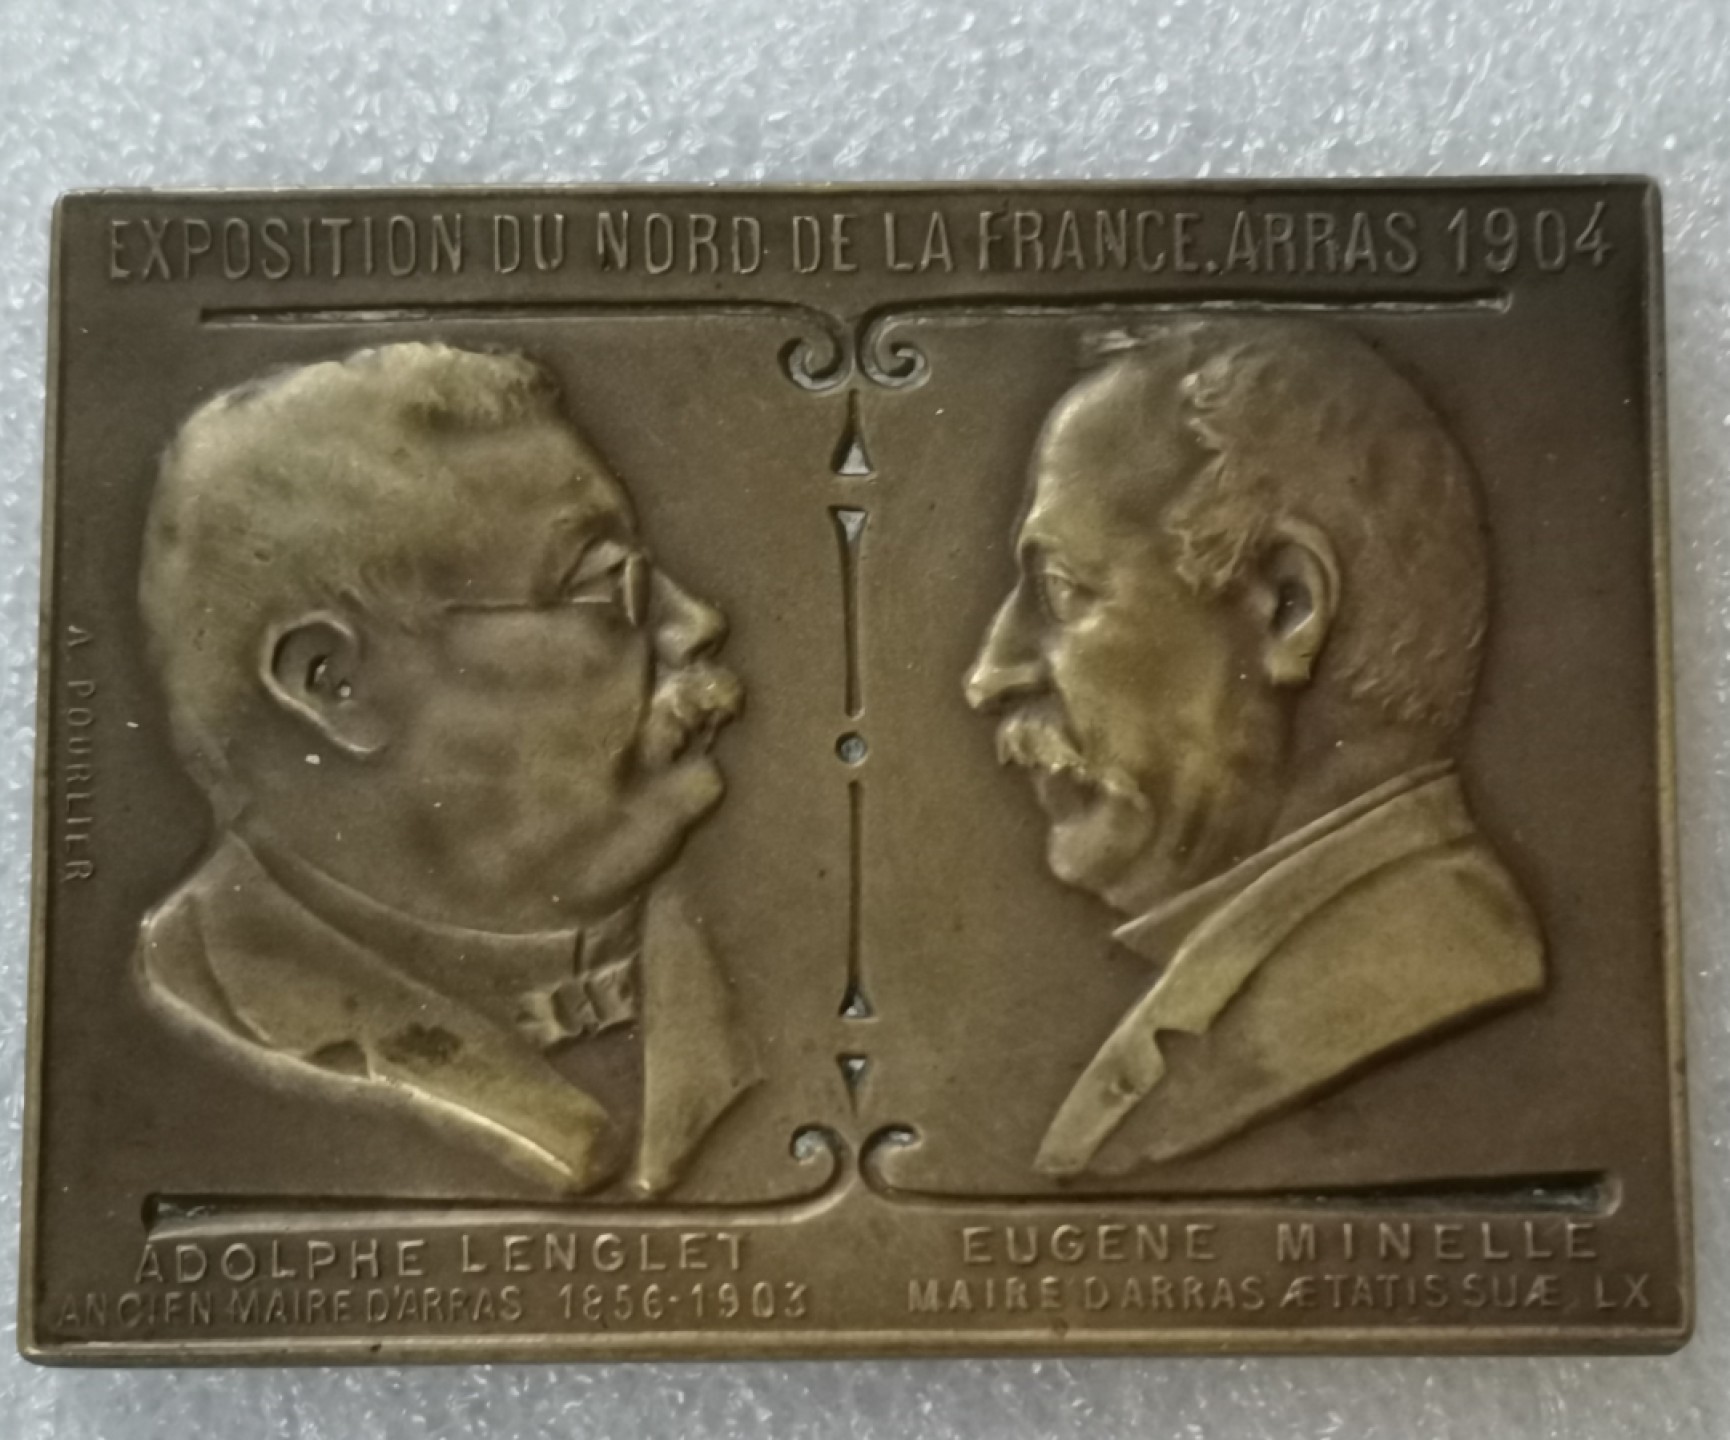 EXPOSITION DU NORD DE LA FRANCE. ARRAS 1904
A. POURLIER
ADOLPHE LENGLET
ANCIEN MAIRE D'ARRAS 1856-1903
EUGENE MINELLE
MAIRE D'ARRAS ÆTATIS SUÆ LX